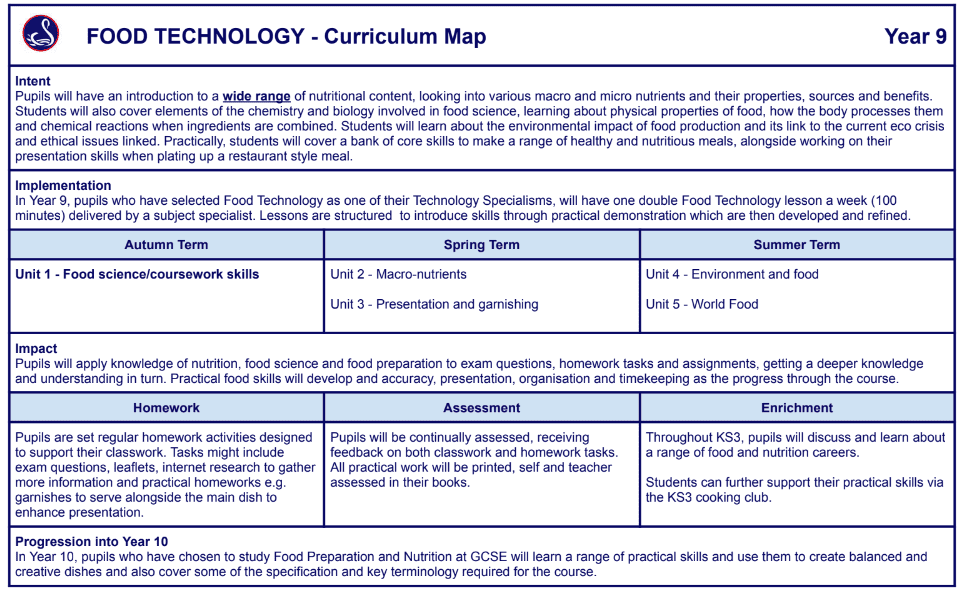 FOOD TECHNOLOGY - Curriculum Map
Year 9
Intent
Pupils will have an introduction to a wide range of nutritional content, looking into various macro and micro nutrients and their properties, sources and benefits.
Students will also cover elements of the chemistry and biology involved in food science, learning about physical properties of food, how the body processes them
and chemical reactions when ingredients are combined. Students will learn about the environmental impact of food production and its link to the current eco crisis
and ethical issues linked. Practically, students will cover a bank of core skills to make a range of healthy and nutritious meals, alongside working on their
presentation skills when plating up a restaurant style meal.
Implementation
In Year 9, pupils who have selected Food Technology as one of their Technology Specialisms, will have one double Food Technology lesson a week (100
minutes) delivered by a subject specialist. Lessons are structured to introduce skills through practical demonstration which are then developed and refined.
Autumn Term
Spring Term
Summer Term
Unit 1 - Food science/coursework skills
Unit 2 - Macro-nutrients
Unit 3 - Presentation and garnishing
Unit 4 - Environment and food
Unit 5 - World Food
Impact
Pupils will apply knowledge of nutrition, food science and food preparation to exam questions, homework tasks and assignments, getting a deeper knowledge
and understanding in turn. Practical food skills will develop and accuracy, presentation, organisation and timekeeping as the progress through the course.
Homework
Assessment
Enrichment
Pupils are set regular homework activities designed
to support their classwork. Tasks might include
exam questions, leaflets, internet research to gather
more information and practical homeworks e.g.
garnishes to serve alongside the main dish to
enhance presentation.
Pupils will be continually assessed, receiving
feedback on both classwork and homework tasks.
All practical work will be printed, self and teacher
assessed in their books.
Throughout KS3, pupils will discuss and learn about
a range of food and nutrition careers.
Students can further support their practical skills via
the KS3 cooking club.
Progression into Year 10
In Year 10, pupils who have chosen to study Food Preparation and Nutrition at GCSE will learn a range of practical skills and use them to create balanced and
creative dishes and also cover some of the specification and key terminology required for the course.